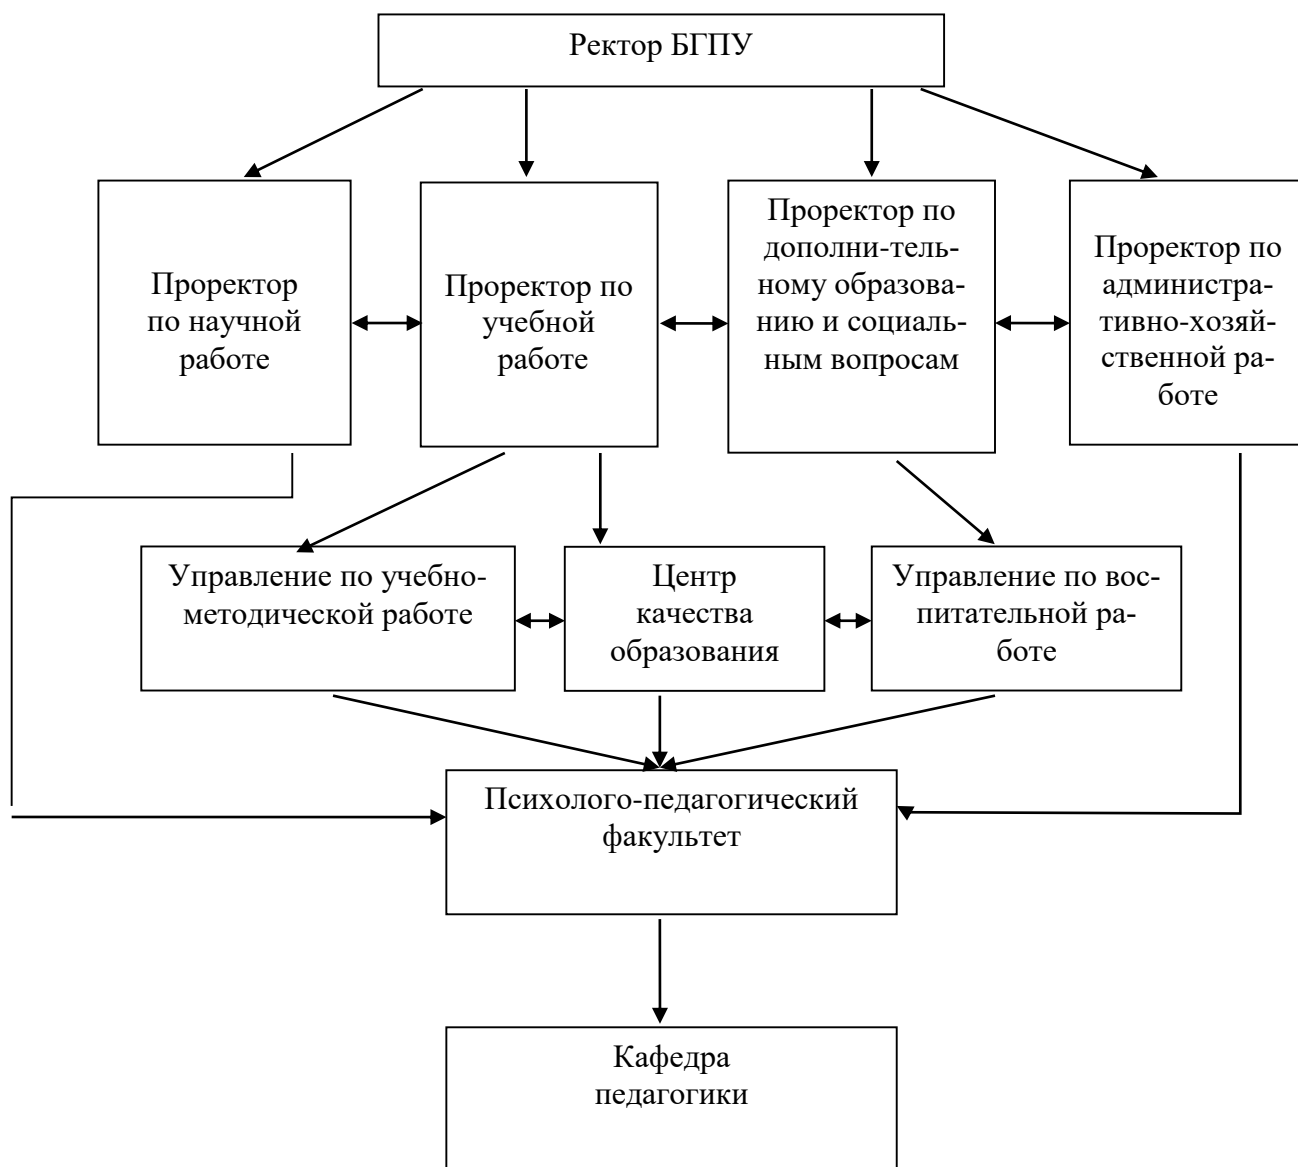 Ректор БГПУ
Проректор
по научной
работе
Проректор по
учебной
работе
Проректор по
дополни-тель-
ному образова-
нию и социаль-
ным вопросам
Проректор по
администра-
тивно-хозяй-
ственной ра-
боте
Управление по учебно-
методической работе
Центр
качества
образования
Управление по вос-
питательной ра-
боте
Психолого-педагогический
факультет
Кафедра
педагогики